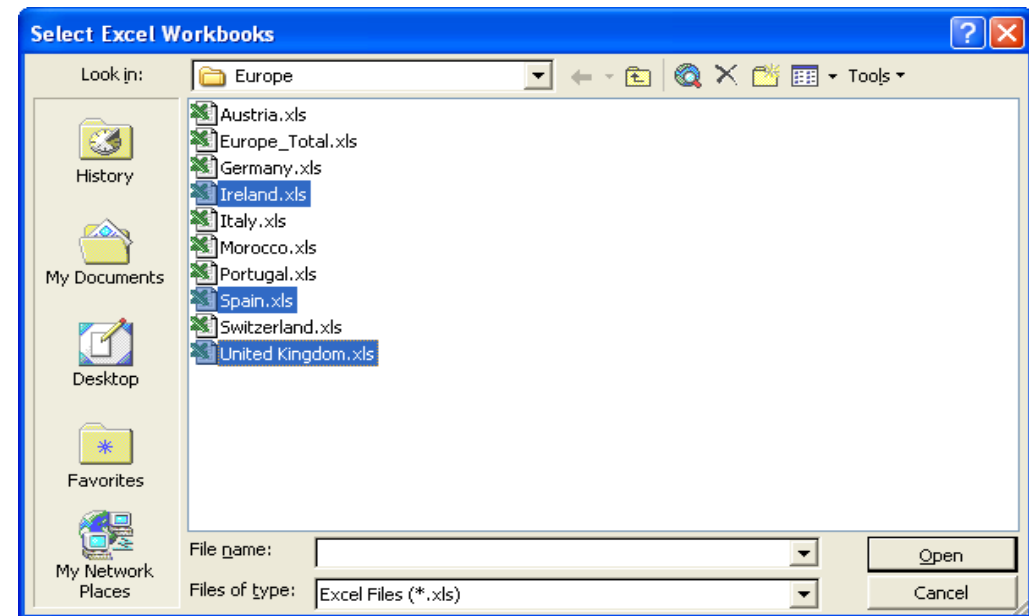 Select Excel Workbooks
Look in:
Europe
Tools
History
My Documents
Desktop
Favorites
My Network
Places
Austria.xls
Europe_Total.xls
Germany.xls
Ireland.xls
Italy.xls
Morocco.xls
Portugal.xls
Spain.xls
Switzerland.xls
United Kingdom.xls
File name:
Open
Files of type:
Excel Files (*.xls)
Cancel